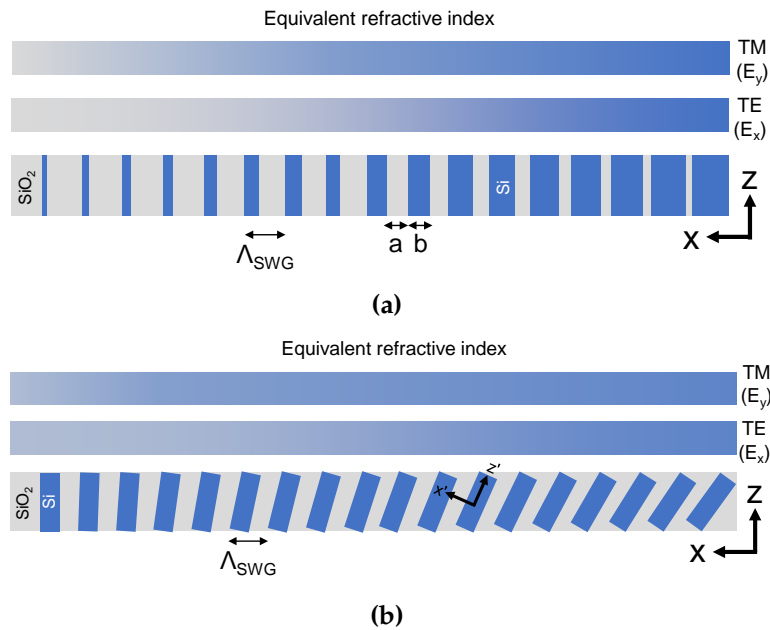 Equivalent refractive index
TM
(Ey)
TE
(Ex)
SiO2
Si
Z
X
a
b
ΛSWG
(a)
Equivalent refractive index
TM
(Ey)
TE
(Ex)
SiO2
Si
x'
z'
Z
X
ΛSWG
(b)